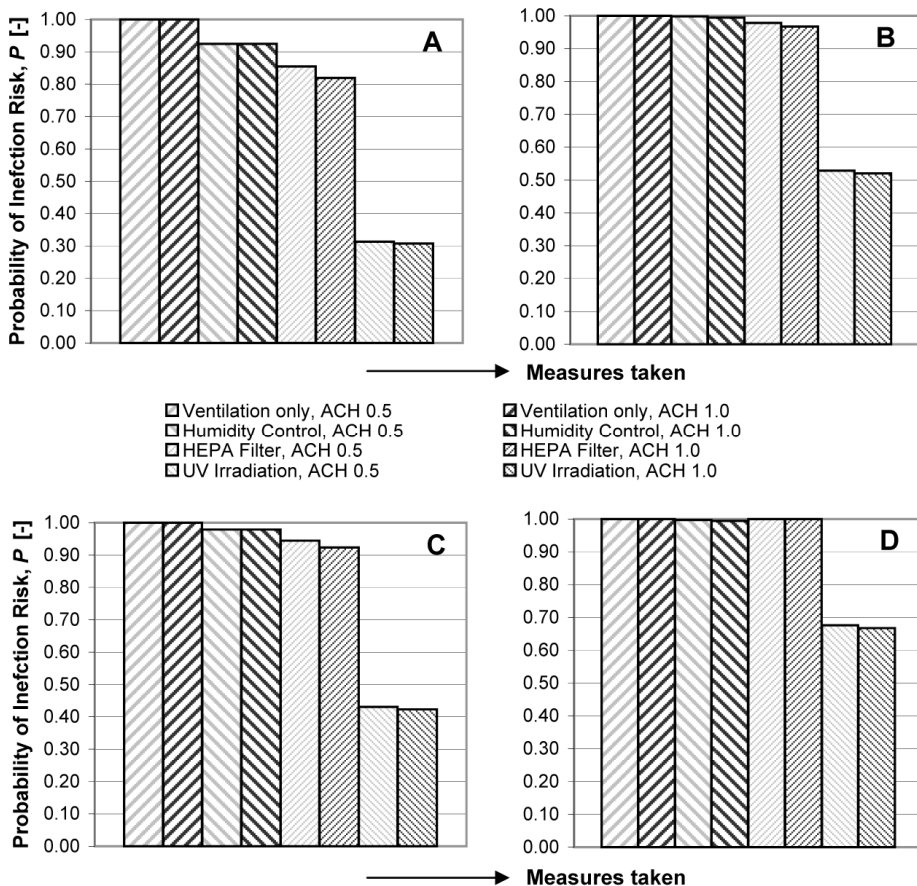 Probability of Inefction Risk, P [-]
1.00
0.90
0.80
0.70
0.60
0.50
0.40
0.30
0.20
0.10
0.00
A
1.00
0.90
0.80
0.70
0.60
0.50
0.40
0.30
0.20
0.10
0.00
B
Measures taken
Ventilation only, ACH 0.5
Ventilation only, ACH 1.0
Humidity Control, ACH 0.5
Humidity Control, ACH 1.0
HEPA Filter, ACH 0.5
HEPA Filter, ACH 1.0
UV Irradiation, ACH 0.5
UV Irradiation, ACH 1.0
Probability of Inefction Risk, P [-]
1.00
0.90
0.80
0.70
0.60
0.50
0.40
0.30
0.20
0.10
0.00
C
1.00
0.90
0.80
0.70
0.60
0.50
0.40
0.30
0.20
0.10
0.00
D
Measures taken